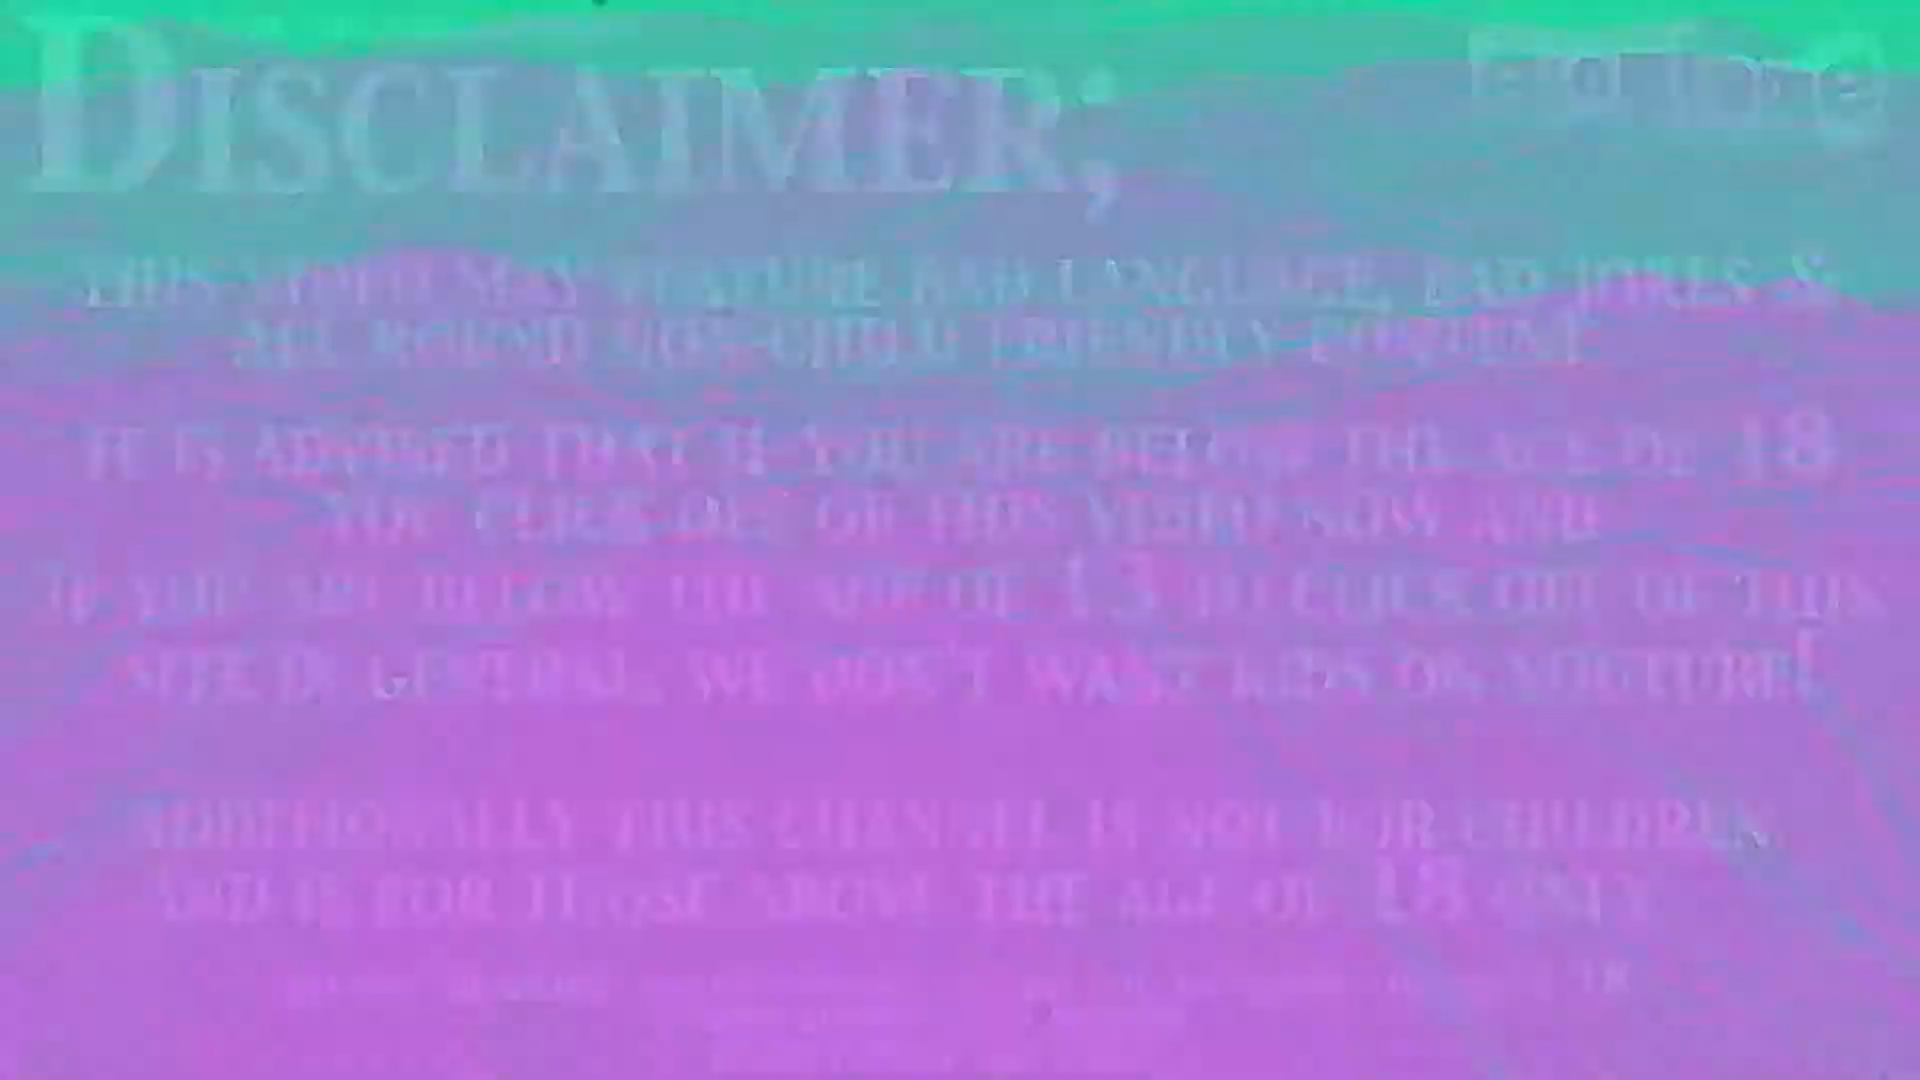 DISCLAIMER;
THIS VIDEO MAY FEATURE BAD LANGUAGE, BAD JOKES &
ALL ROUND NON-CHILD FRIENDLY CONTENT
IT IS ADVISED THAT IF YOU ARE BELOW THE AGE OF 18
YOU CLICK OUT OF THIS VIDEO NOW AND
IF YOU ARE BELOW THE AGE OF 13 TO CLICK OUT OF THIS
SITE IN GENERAL, WE DON'T WANT KIDS ON YOUTUBE!
ADDITIONALLY THIS CHANNEL IS NOT FOR CHILDREN
AND IS FOR THOSE ABOVE THE AGE OF 18 ONLY